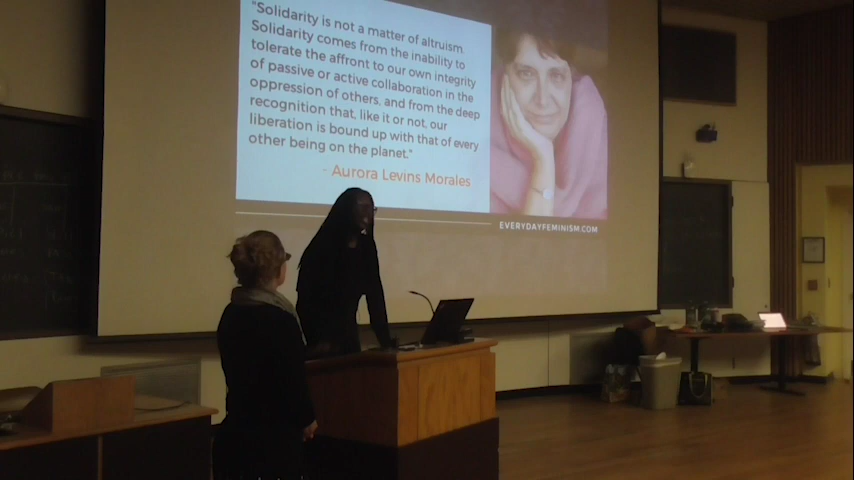 "Solidarity is not a matter of altruism.
Solidarity comes from the inability to
tolerate the affront to our own integrity
of passive or active collaboration in the
oppression of others, and from the deep
recognition that, like it or not, our
liberation is bound up with that of every
other being on the planet."
- Aurora Levins Morales
EVERYDAYFEMINISM.COM